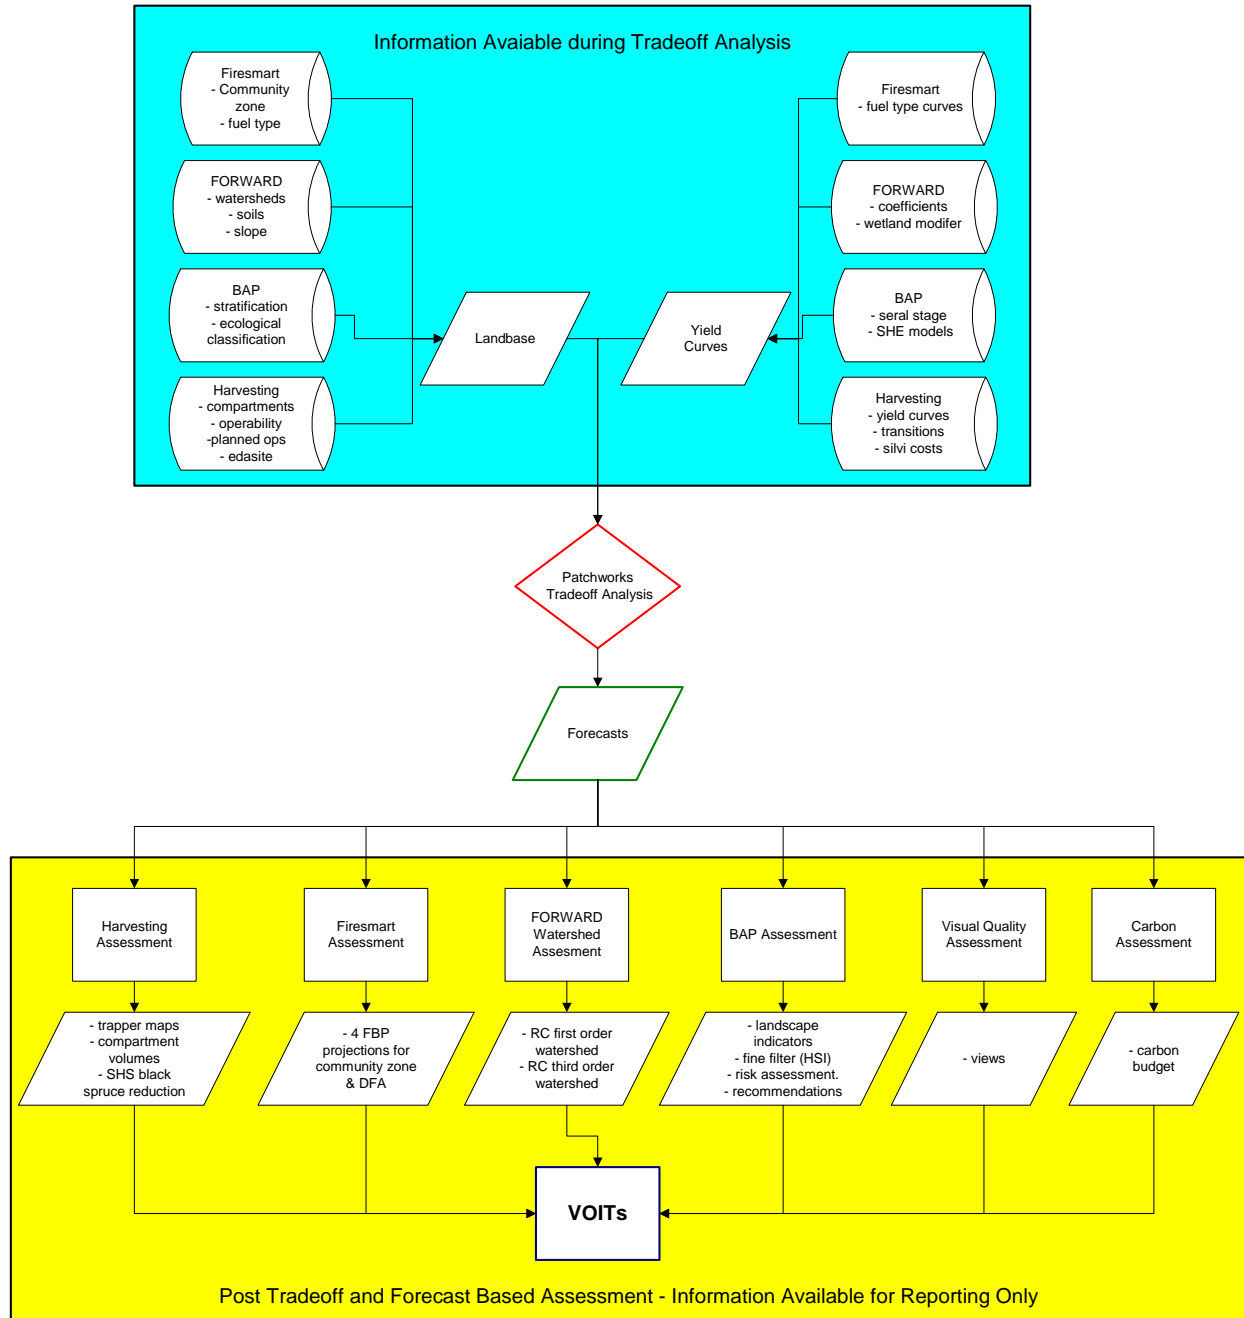 Information Avaiable during Tradeoff Analysis
Firesmart
- Community
zone
- fuel type
FORWARD
- watersheds
- soils
- slope
BAP
- stratification
- ecological
classification
Harvesting
- compartments
- operability
-planned ops
- edasite
Landbase
Yield
Curves
Firesmart
- fuel type curves
FORWARD
- coefficients
- wetland modifer
BAP
- seral stage
- SHE models
Harvesting
- yield curves
- transitions
- silvi costs
Patchworks
Tradeoff Analysis
Forecasts
Harvesting
Assessment
Firesmart
Assessment
FORWARD
Watershed
Assesment
BAP Assessment
Visual Quality
Assessment
Carbon
Assessment
- trapper maps
- compartment
volumes
- SHS black
spruce reduction
- 4 FBP
projections for
community zone
& DFA
- RC first order
watershed
- RC third order
watershed
- landscape
indicators
- fine filter (HSI)
- risk assessment.
- recommendations
- views
- carbon
budget
VOITs
Post Tradeoff and Forecast Based Assessment - Information Available for Reporting Only